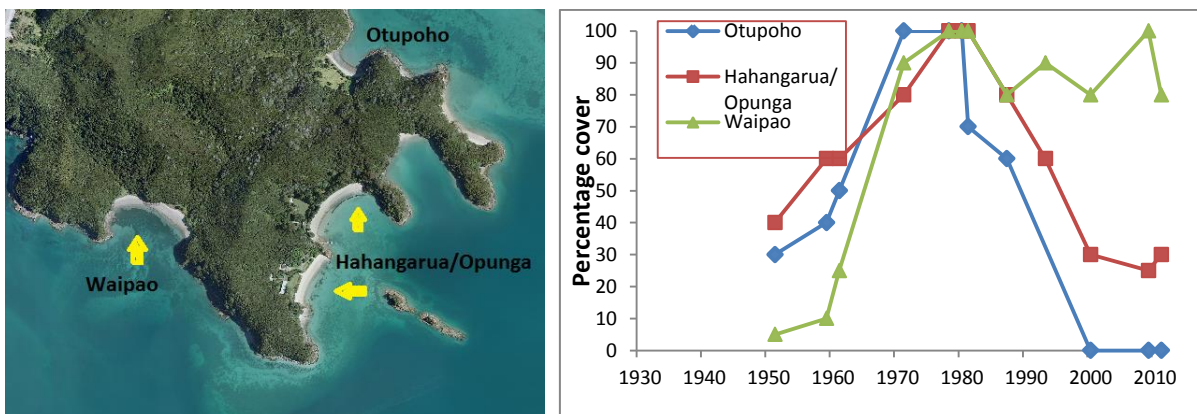 Otupoho
Hahangarua/Opunga
Waipao
Percentage cover
100
90
80
70
60
50
40
30
20
10
0
1930 1940 1950 1960 1970 1980 1990 2000 2010
Otupoho
Hahangarua/
Opunga
Waipao